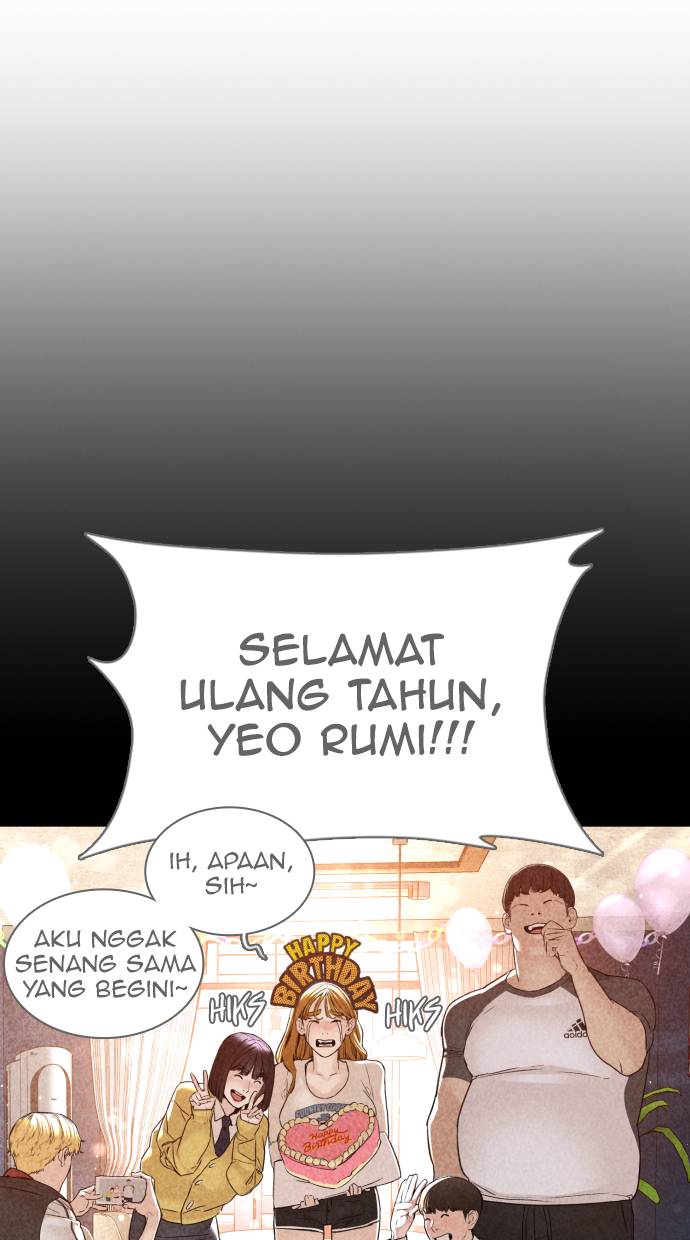 SELAMAT
ULANG TAHUN,
YEO RUMI!!!
IH, APAAN,
SIH~
AKU NGGAK
SENANG SAMA
YANG BEGINI~
HAPPY
BIRTHDAY
HIKS
HIKS
Happy
Birthday